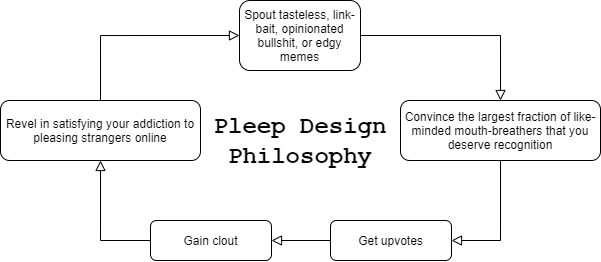 Spout tasteless, link-
bait, opinionated
bullshit, or edgy
memes
Revel in satisfying your addiction to
pleasing strangers online
Pleep Design
Philosophy
Convince the largest fraction of like-
minded mouth-breathers that you
deserve recognition
Gain clout
Get upvotes